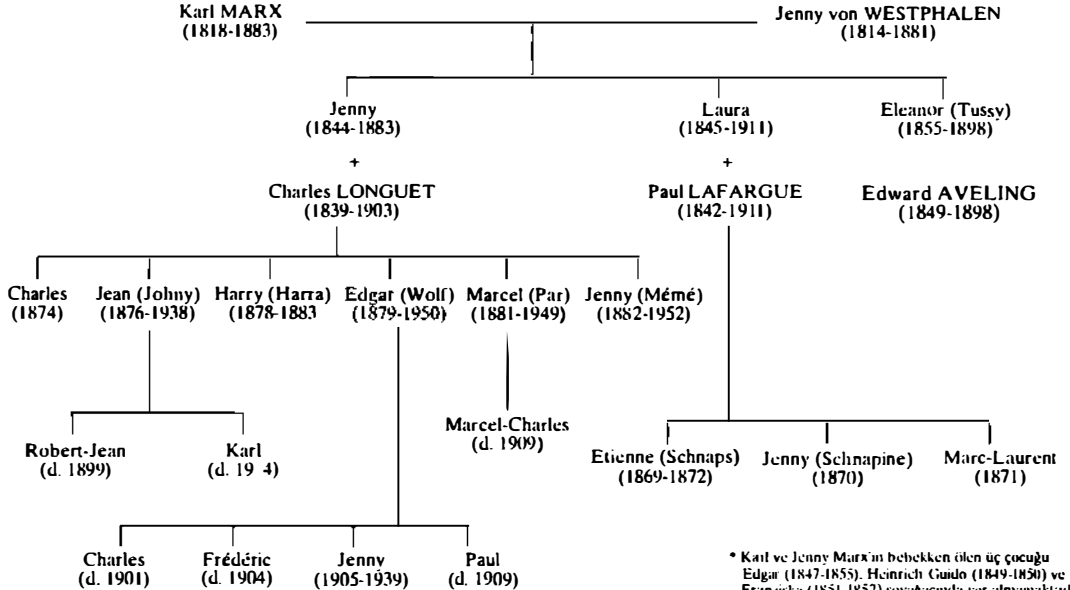 Karl MARX
(1818-1883)
Jenny von WESTPHALEN
(1814-1881)
Jenny
(1844-1883)
Laura
(1845-1911)
Eleanor (Tussy)
(1855-1898)
+
+
Charles LONGUET
(1839-1903)
Paul LAFARGUE
(1842-1911)
Edward AVELING
(1849-1898)
Charles
(1874)
Jean (Johny)
(1876-1938)
Harry (Harra)
(1878-1883
Edgar (Wolf)
(1879-1950)
Marcel (Par)
(1881-1949)
Jenny (Mémé)
(1882-1952)
Robert-Jean
(d. 1899)
Karl
Marcel-Charles
(d. 1909)
Etienne (Schnaps)
(1869-1872)
Jenny (Schnapine)
(1870)
Marc-Laurent
(1871)
Charles
(d. 1901)
Frédéric
(d. 1904)
Jenny
(1905-1939)
Paul
(d. 1909)
* Karl ve Jenny Marx'ın bebekken ölen üç çocuğu
Edgar (1847-1855), Heinrich Guido (1849-1850) ve